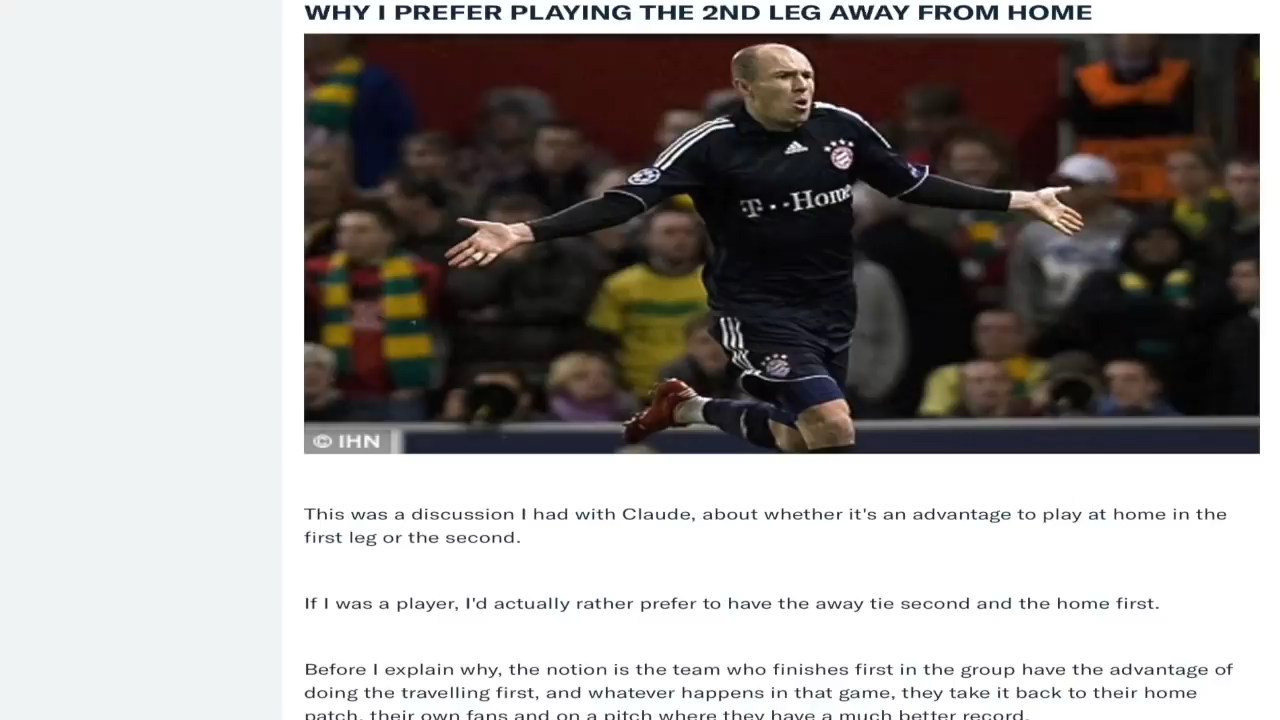 WHY I PREFER PLAYING THE 2ND LEG AWAY FROM HOME
T··Home
© IHN
This was a discussion I had with Claude, about whether it's an advantage to play at home in the
first leg or the second.
If I was a player, I'd actually rather prefer to have the away tie second and the home first.
Before I explain why, the notion is the team who finishes first in the group have the advantage of
doing the travelling first, and whatever happens in that game, they take it back to their home
patch, their own fans and on a pitch where they have a much better record.